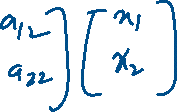 a₁₂ ] [ x₁
a₂₂ ] [ x₂ ]